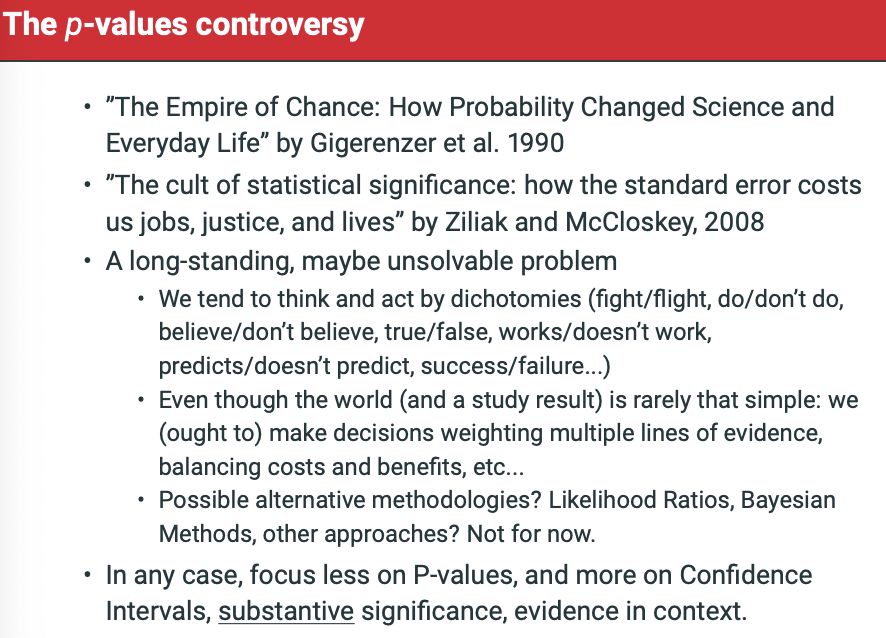 The p-values controversy
• ”The Empire of Chance: How Probability Changed Science and
Everyday Life” by Gigerenzer et al. 1990
• ”The cult of statistical significance: how the standard error costs
us jobs, justice, and lives” by Ziliak and McCloskey, 2008
• A long-standing, maybe unsolvable problem
• We tend to think and act by dichotomies (fight/flight, do/don’t do,
believe/don’t believe, true/false, works/doesn’t work,
predicts/doesn’t predict, success/failure...)
• Even though the world (and a study result) is rarely that simple: we
(ought to) make decisions weighting multiple lines of evidence,
balancing costs and benefits, etc...
• Possible alternative methodologies? Likelihood Ratios, Bayesian
Methods, other approaches? Not for now.
• In any case, focus less on P-values, and more on Confidence
Intervals, substantive significance, evidence in context.